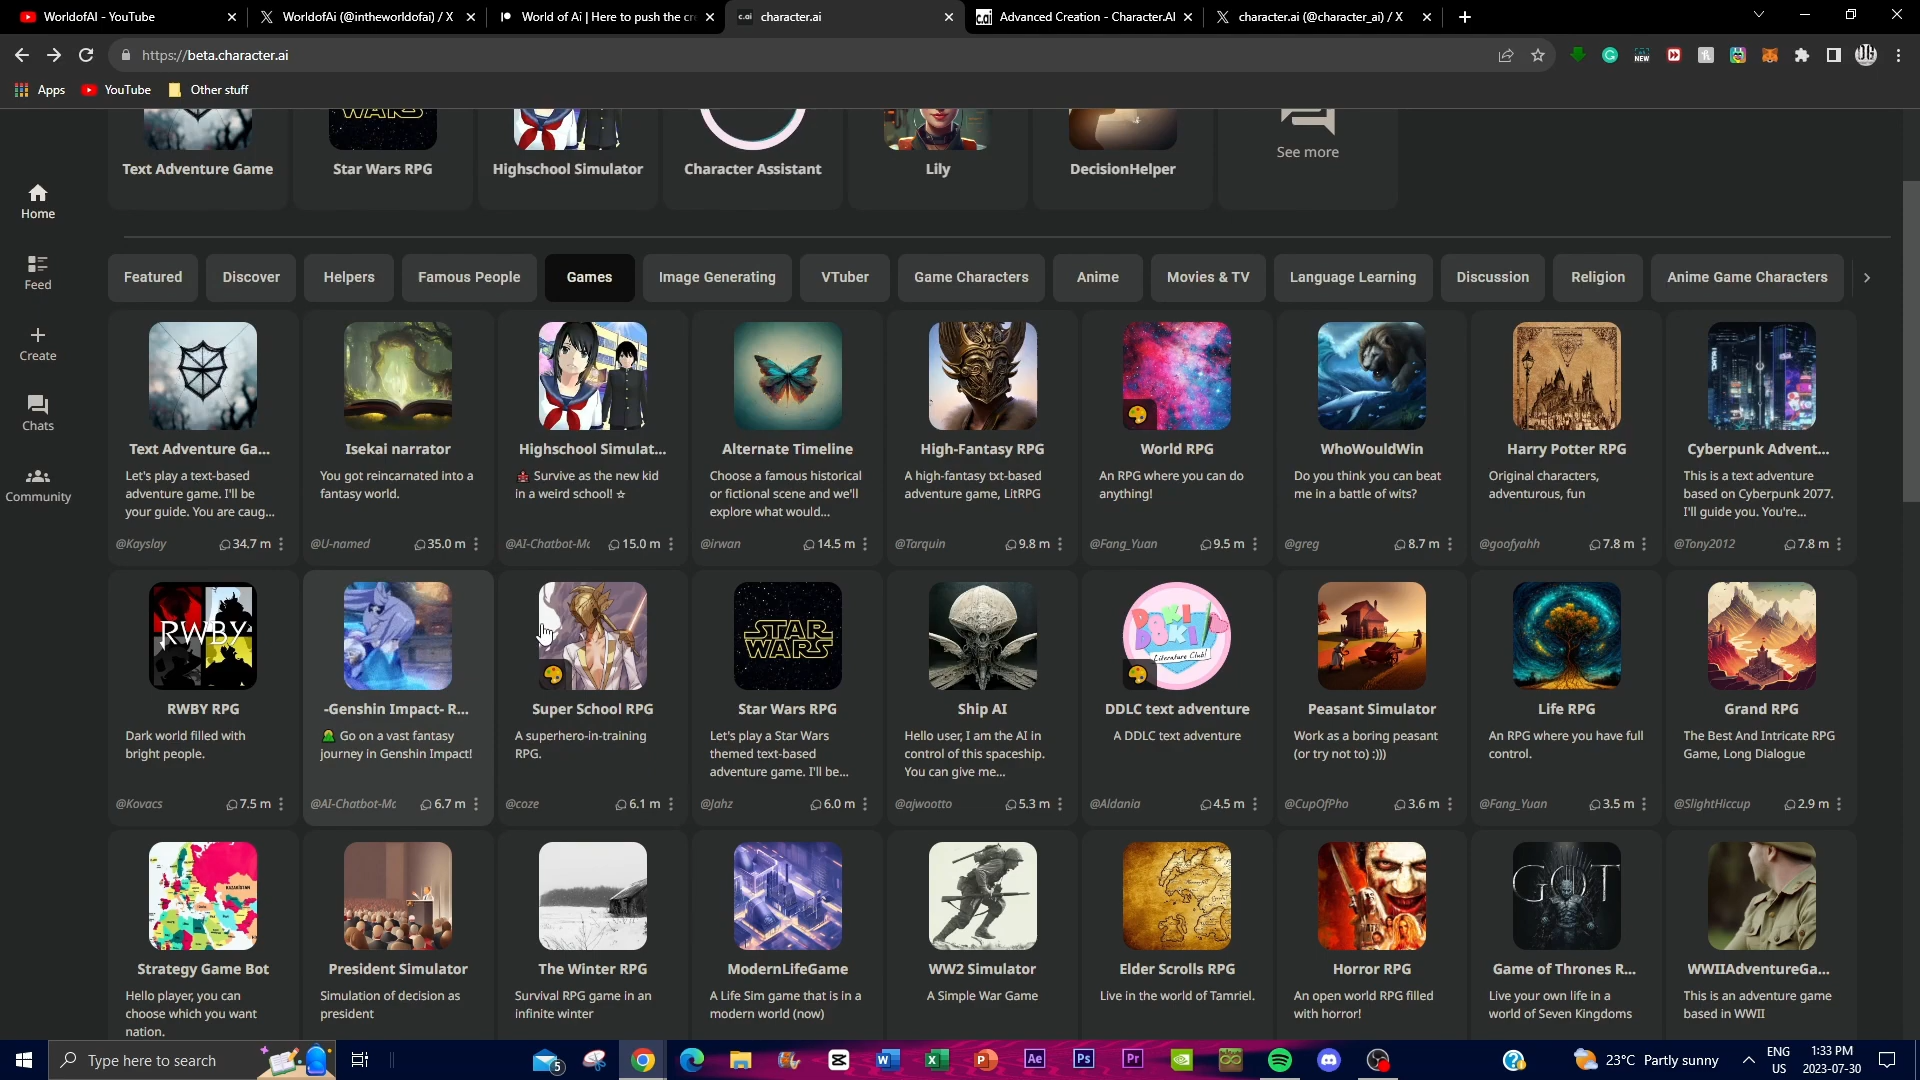 WorldofAI - YouTube
WorldofAi (@intheworldofai) / X
World of Ai | Here to push the cr
character.ai
Advanced Creation - Character.AI
character.ai (@character_ai) / X
https://beta.character.ai
Apps
YouTube
Other stuff
Home
Feed
Create
Chats
Community
Text Adventure Game
Star Wars RPG
Highschool Simulator
Character Assistant
Lily
DecisionHelper
See more
Featured
Discover
Helpers
Famous People
Games
Image Generating
VTuber
Game Characters
Anime
Movies & TV
Language Learning
Discussion
Religion
Anime Game Characters
Text Adventure Ga...
Let's play a text-based
adventure game. I'll be
your guide. You are caug...
@Kayslay 34.7 m
Isekai narrator
You got reincarnated into a
fantasy world.
@U-named 35.0 m
Highschool Simulat...
Survive as the new kid
in a weird school! ☆
@AI-Chatbot-Mc 15.0 m
Alternate Timeline
Choose a famous historical
or fictional scene and we'll
explore what would...
@irwan 14.5 m
High-Fantasy RPG
A high-fantasy txt-based
adventure game, LitRPG
@Tarquin 9.8 m
World RPG
An RPG where you can do
anything!
@Fang_Yuan 9.5 m
WhoWouldWin
Do you think you can beat
me in a battle of wits?
@greg 8.7 m
Harry Potter RPG
Original characters,
adventurous, fun
@goofyahh 7.8 m
Cyberpunk Advent...
This is a text adventure
based on Cyberpunk 2077.
I'll guide you. You're...
@Tony2012 7.8 m
RWBY
RWBY RPG
Dark world filled with
bright people.
@Kovacs 7.5 m
-Genshin Impact- R...
Go on a vast fantasy
journey in Genshin Impact!
@AI-Chatbot-Mc 6.7 m
Super School RPG
A superhero-in-training
RPG.
@coze 6.1 m
STAR
WARS
Star Wars RPG
Let's play a Star Wars
themed text-based
adventure game. I'll be...
@Jahz 6.0 m
Ship AI
Hello user, I am the AI in
control of this spaceship.
You can give me...
@ajwootto 5.3 m
DOKI
DOKI
Literature Club!
DDLC text adventure
A DDLC text adventure
@Aldania 4.5 m
Peasant Simulator
Work as a boring peasant
(or try not to) :)))
@CupOfPho 3.6 m
Life RPG
An RPG where you have full
control.
@Fang_Yuan 3.5 m
Grand RPG
The Best And Intricate RPG
Game, Long Dialogue
@SlightHiccup 2.9 m
Strategy Game Bot
Hello player, you can
choose which you want
nation.
President Simulator
Simulation of decision as
president
The Winter RPG
Survival RPG game in an
infinite winter
ModernLifeGame
A Life Sim game that is in a
modern world (now)
WW2 Simulator
A Simple War Game
Elder Scrolls RPG
Live in the world of Tamriel.
Horror RPG
An open world RPG filled
with horror!
GOT
Game of Thrones R...
Live your own life in a
world of Seven Kingdoms
WWIIAdventureGa...
This is an adventure game
based in WWII
Type here to search
5
23°C Partly sunny
ENG
US
1:33 PM
2023-07-30